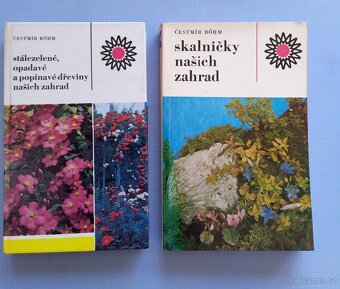 ČESTMÍR BÖHM
stálezelené,
opadavé
a popínavé dřeviny
našich zahrad
ČESTMÍR BÖHM
skalničky
našich
zahrad